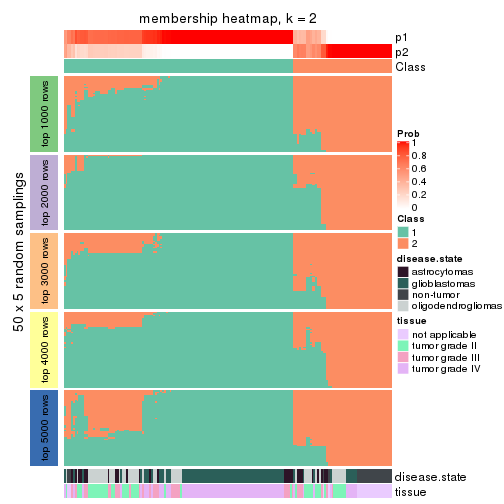 membership heatmap, k = 2
p1
p2
Class
50 x 5 random samplings
top 1000 rows
top 2000 rows
top 3000 rows
top 4000 rows
top 5000 rows
disease.state
tissue
Prob
1
0.8
0.6
0.4
0.2
0
Class
1
2
disease.state
astrocytomas
glioblastomas
non-tumor
oligodendrogliomas
tissue
not applicable
tumor grade II
tumor grade III
tumor grade IV